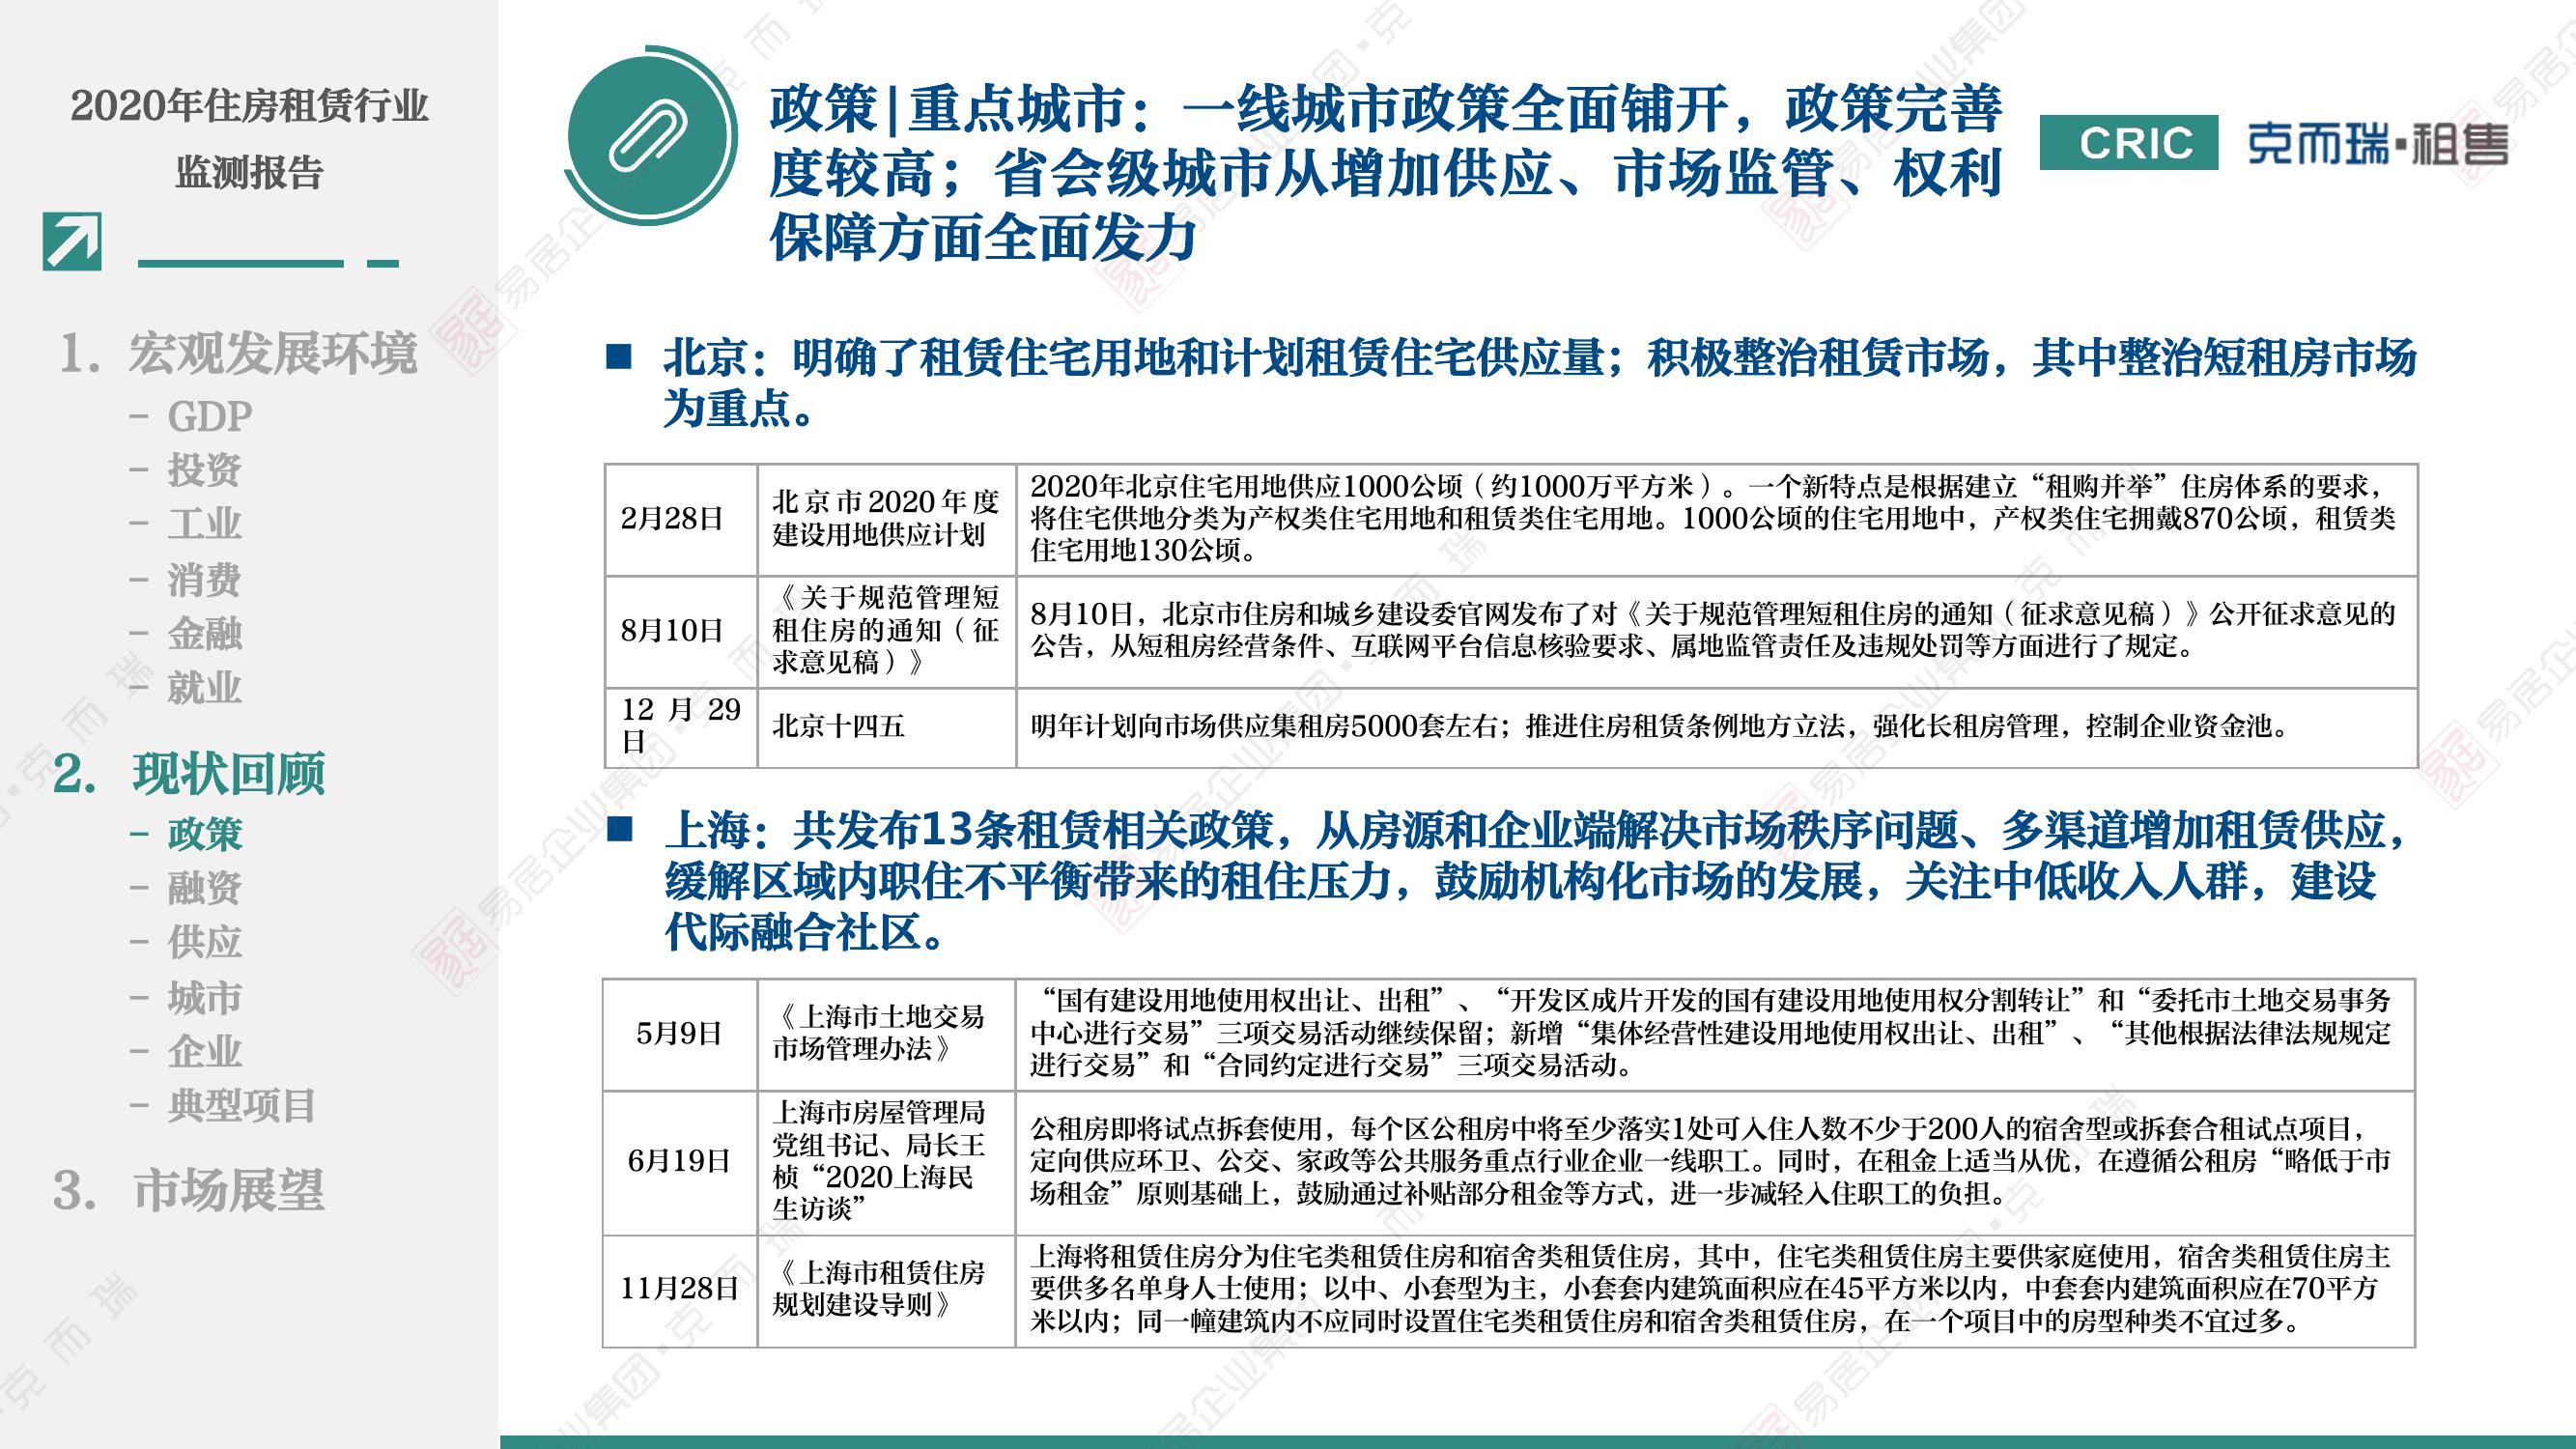 2020年住房租赁行业
监测报告
1. 宏观发展环境
– GDP
– 投资
– 工业
– 消费
– 金融
– 就业
2. 现状回顾
– 政策
– 融资
– 供应
– 城市
– 企业
– 典型项目
3. 市场展望
政策|重点城市：一线城市政策全面铺开，政策完善
度较高；省会级城市从增加供应、市场监管、权利
保障方面全面发力
CRIC 克而瑞·租售
■ 北京：明确了租赁住宅用地和计划租赁住宅供应量；积极整治租赁市场，其中整治短租房市场
为重点。
2月28日
北京市2020年度
建设用地供应计划
2020年北京住宅用地供应1000公顷（约1000万平方米）。一个新特点是根据建立“租购并举”住房体系的要求，
将住宅供地分类为产权类住宅用地和租赁类住宅用地。1000公顷的住宅用地中，产权类住宅拥戴870公顷，租赁类
住宅用地130公顷。
8月10日
《关于规范管理短
租住房的通知（征
求意见稿）》
8月10日，北京市住房和城乡建设委官网发布了对《关于规范管理短租住房的通知（征求意见稿）》公开征求意见的
公告，从短租房经营条件、互联网平台信息核验要求、属地监管责任及违规处罚等方面进行了规定。
12月29
日
北京十四五
明年计划向市场供应集租房5000套左右；推进住房租赁条例地方立法，强化长租房管理，控制企业资金池。
■ 上海：共发布13条租赁相关政策，从房源和企业端解决市场秩序问题、多渠道增加租赁供应，
缓解区域内职住不平衡带来的租住压力，鼓励机构化市场的发展，关注中低收入人群，建设
代际融合社区。
5月9日
《上海市土地交易
市场管理办法》
“国有建设用地使用权出让、出租”、“开发区成片开发的国有建设用地使用权分割转让”和“委托市土地交易事务
中心进行交易”三项交易活动继续保留；新增“集体经营性建设用地使用权出让、出租”、“其他根据法律法规规定
进行交易”和“合同约定进行交易”三项交易活动。
6月19日
上海市房屋管理局
党组书记、局长王
桢“2020上海民
生访谈”
公租房即将试点拆套使用，每个区公租房中将至少落实1处可入住人数不少于200人的宿舍型或拆套合租试点项目，
定向供应环卫、公交、家政等公共服务重点行业企业一线职工。同时，在租金上适当从优，在遵循公租房“略低于市
场租金”原则基础上，鼓励通过补贴部分租金等方式，进一步减轻入住职工的负担。
11月28日
《上海市租赁住房
规划建设导则》
上海将租赁住房分为住宅类租赁住房和宿舍类租赁住房，其中，住宅类租赁住房主要供家庭使用，宿舍类租赁住房主
要供多名单身人士使用；以中、小套型为主，小套套内建筑面积应在45平方米以内，中套套内建筑面积应在70平方
米以内；同一幢建筑内不应同时设置住宅类租赁住房和宿舍类租赁住房，在一个项目中的房型种类不宜过多。
易居企业集团·克而瑞